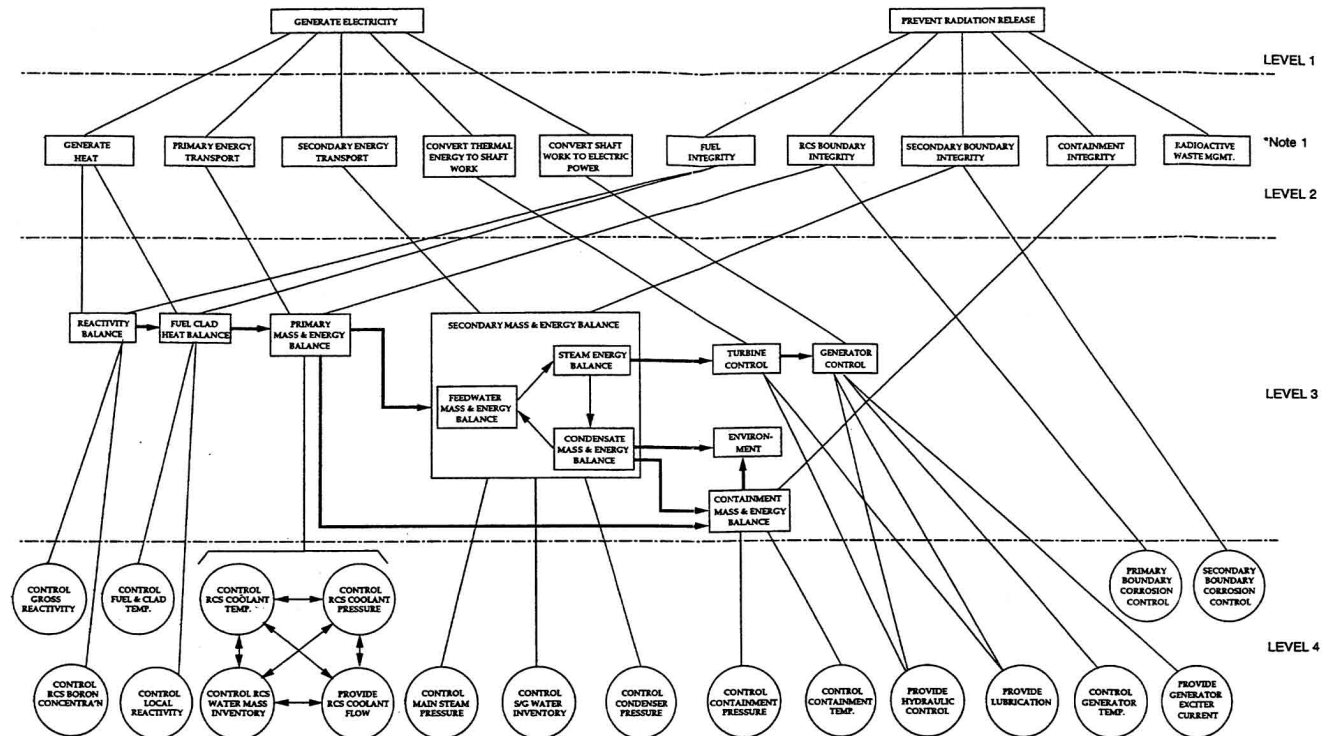 GENERATE ELECTRICITY
PREVENT RADIATION RELEASE
LEVEL 1
GENERATE
HEAT
PRIMARY ENERGY
TRANSPORT
SECONDARY ENERGY
TRANSPORT
CONVERT THERMAL
ENERGY TO SHAFT
WORK
CONVERT SHAFT
WORK TO ELECTRIC
POWER
FUEL
INTEGRITY
RCS BOUNDARY
INTEGRITY
SECONDARY BOUNDARY
INTEGRITY
CONTAINMENT
INTEGRITY
RADIOACTIVE
WASTE MGMT.
*Note 1
LEVEL 2
REACTIVITY
BALANCE
FUEL CLAD
HEAT BALANCE
PRIMARY
MASS & ENERGY
BALANCE
SECONDARY MASS & ENERGY BALANCE
STEAM ENERGY
BALANCE
FEEDWATER
MASS & ENERGY
BALANCE
CONDENSATE
MASS & ENERGY
BALANCE
TURBINE
CONTROL
GENERATOR
CONTROL
ENVIRON-
MENT
CONTAINMENT
MASS & ENERGY
BALANCE
LEVEL 3
CONTROL
GROSS
REACTIVITY
CONTROL
FUEL & CLAD
TEMP.
CONTROL
RCS COOLANT
TEMP.
CONTROL
RCS COOLANT
PRESSURE
PRIMARY
BOUNDARY
CORROSION
CONTROL
SECONDARY
BOUNDARY
CORROSION
CONTROL
LEVEL 4
CONTROL
RCS BORON
CONCENTRA'N
CONTROL
LOCAL
REACTIVITY
CONTROL RCS
WATER MASS
INVENTORY
PROVIDE
RCS COOLANT
FLOW
CONTROL
MAIN STEAM
PRESSURE
CONTROL
S/G WATER
INVENTORY
CONTROL
CONDENSER
PRESSURE
CONTROL
CONTAINMENT
PRESSURE
CONTROL
CONTAINMENT
TEMP.
PROVIDE
HYDRAULIC
CONTROL
PROVIDE
LUBRICATION
CONTROL
GENERATOR
TEMP.
PROVIDE
GENERATOR
EXCITER
CURRENT